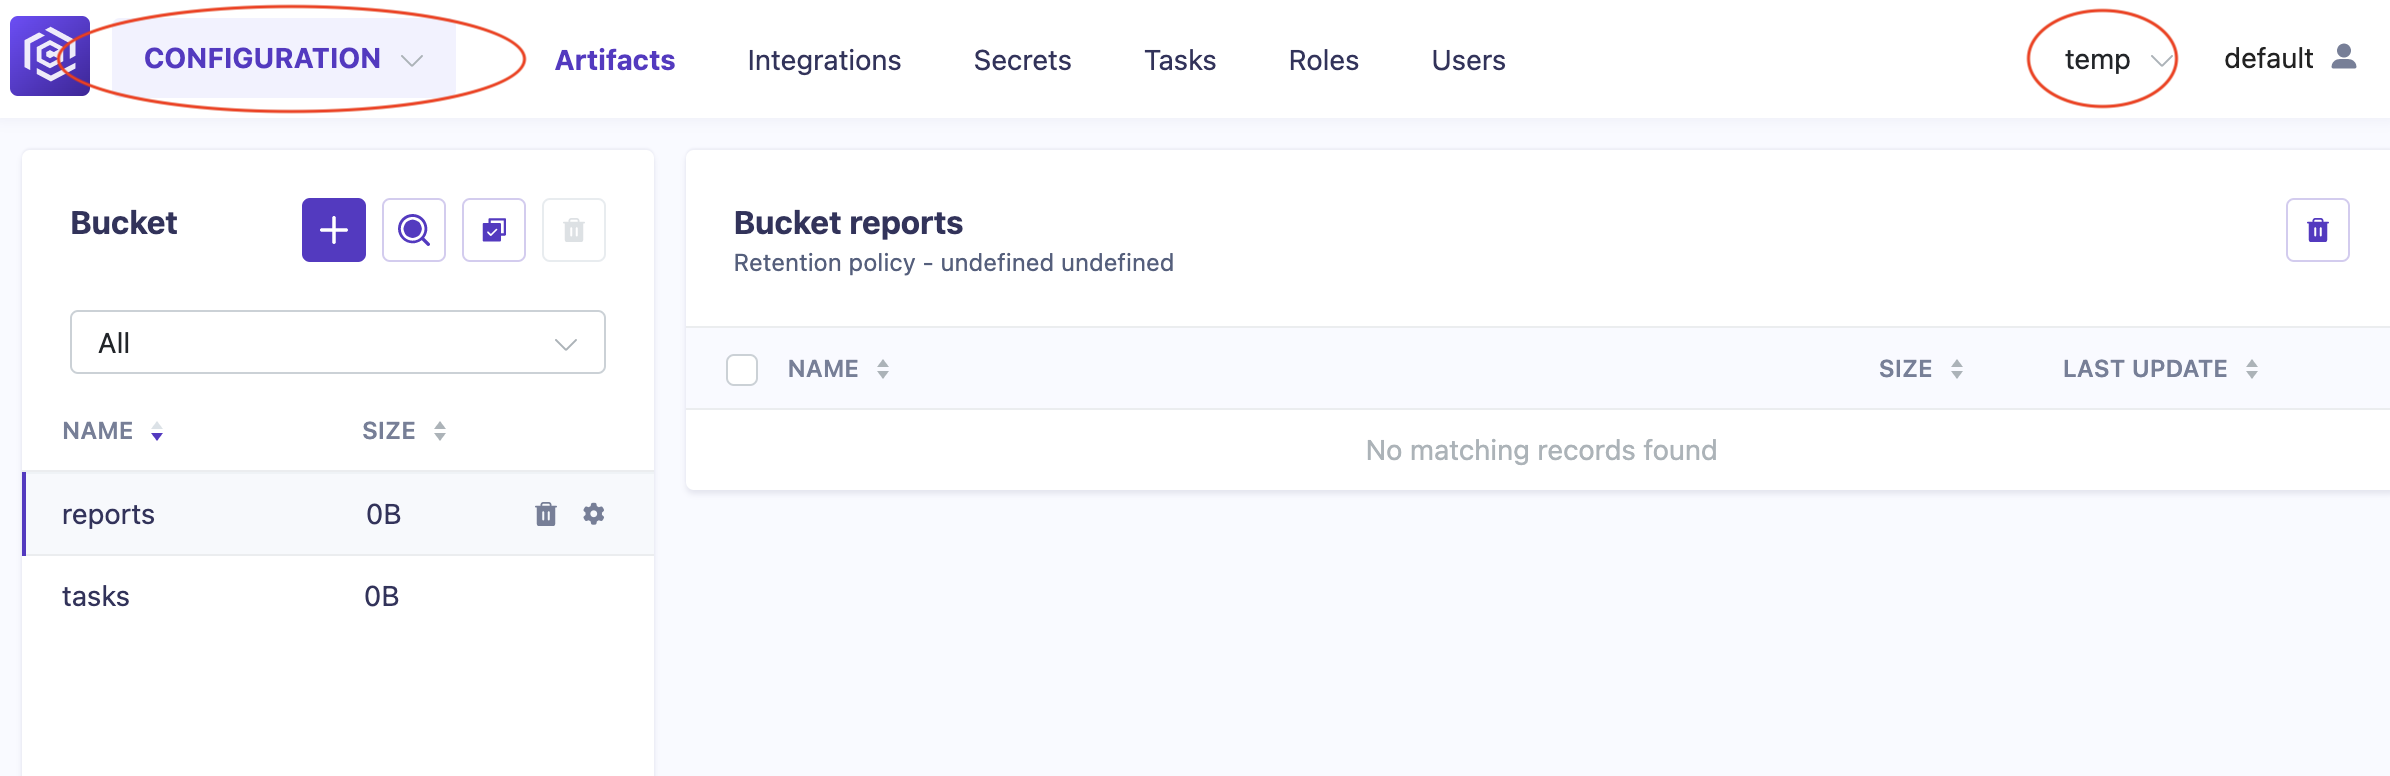 CONFIGURATION Artifacts Integrations Secrets Tasks Roles Users temp default
Bucket
All
NAME SIZE
reports 0B
tasks 0B
Bucket reports
Retention policy - undefined undefined
NAME SIZE LAST UPDATE
No matching records found